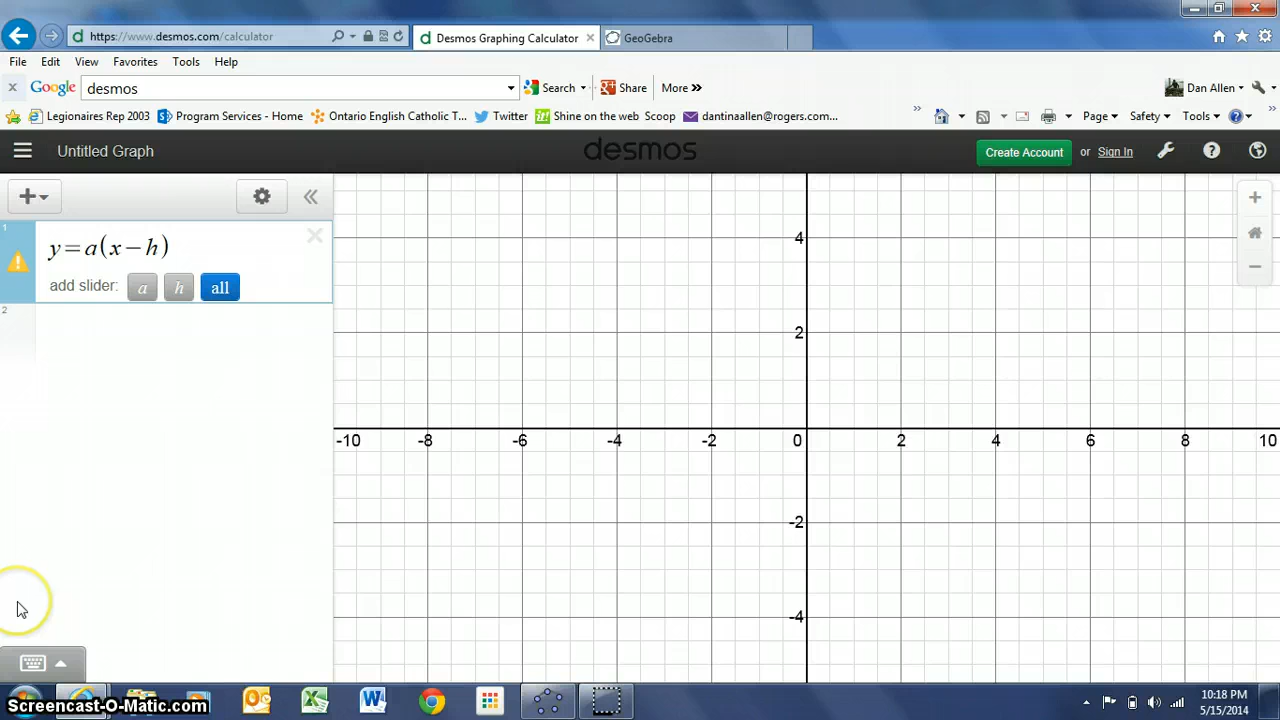 https://www.desmos.com/calculator
Desmos Graphing Calculator
GeoGebra
File Edit View Favorites Tools Help
Google desmos Search Share More »
Dan Allen
Legionaires Rep 2003 Program Services - Home Ontario English Catholic T... Twitter Shine on the web Scoop dantinaallen@rogers.com... Page Safety Tools
Untitled Graph desmos Create Account or Sign In
1
y=a(x−h)
add slider: a h all
2
4
2
-10 -8 -6 -4 -2 0 2 4 6 8 10
-2
-4
10:18 PM
5/15/2014
Screencast-O-Matic.com